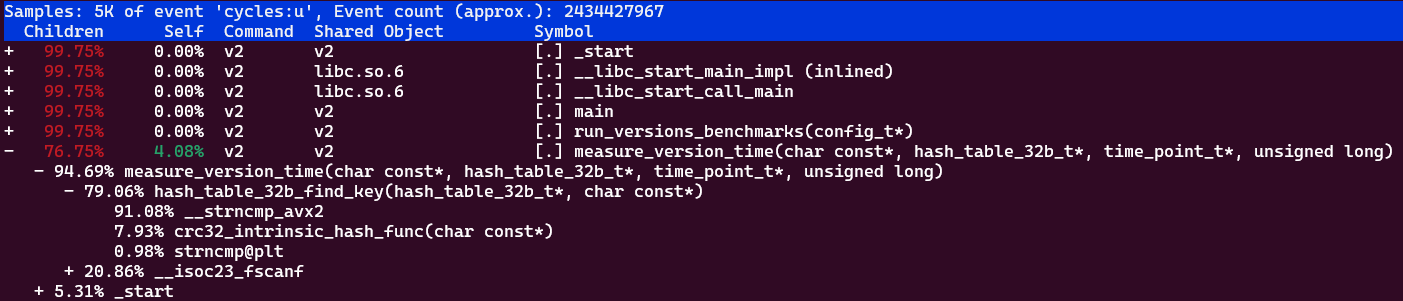 Samples: 5K of event 'cycles:u', Event count (approx.): 2434427967
Children Self Command Shared Object Symbol
+ 99.75% 0.00% v2 v2 [.] _start
+ 99.75% 0.00% v2 libc.so.6 [.] __libc_start_main_impl (inlined)
+ 99.75% 0.00% v2 libc.so.6 [.] __libc_start_call_main
+ 99.75% 0.00% v2 v2 [.] main
+ 99.75% 0.00% v2 v2 [.] run_versions_benchmarks(config_t*)
- 76.75% 4.08% v2 v2 [.] measure_version_time(char const*, hash_table_32b_t*, time_point_t*, unsigned long)
- 94.69% measure_version_time(char const*, hash_table_32b_t*, time_point_t*, unsigned long)
- 79.06% hash_table_32b_find_key(hash_table_32b_t*, char const*)
91.08% __strncmp_avx2
7.93% crc32_intrinsic_hash_func(char const*)
0.98% strncmp@plt
+ 20.86% __isoc23_fscanf
+ 5.31% _start